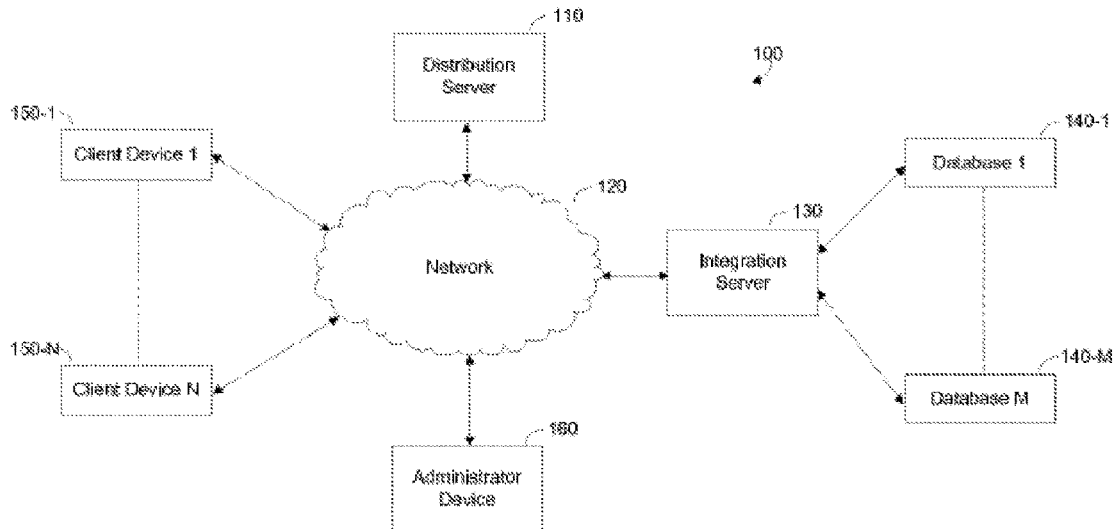 110
Distribution
Server
100
150-1
Client Device 1
140-1
Database 1
120
130
Network
Integration
Server
150-N
Client Device N
140-M
Database M
160
Administrator
Device